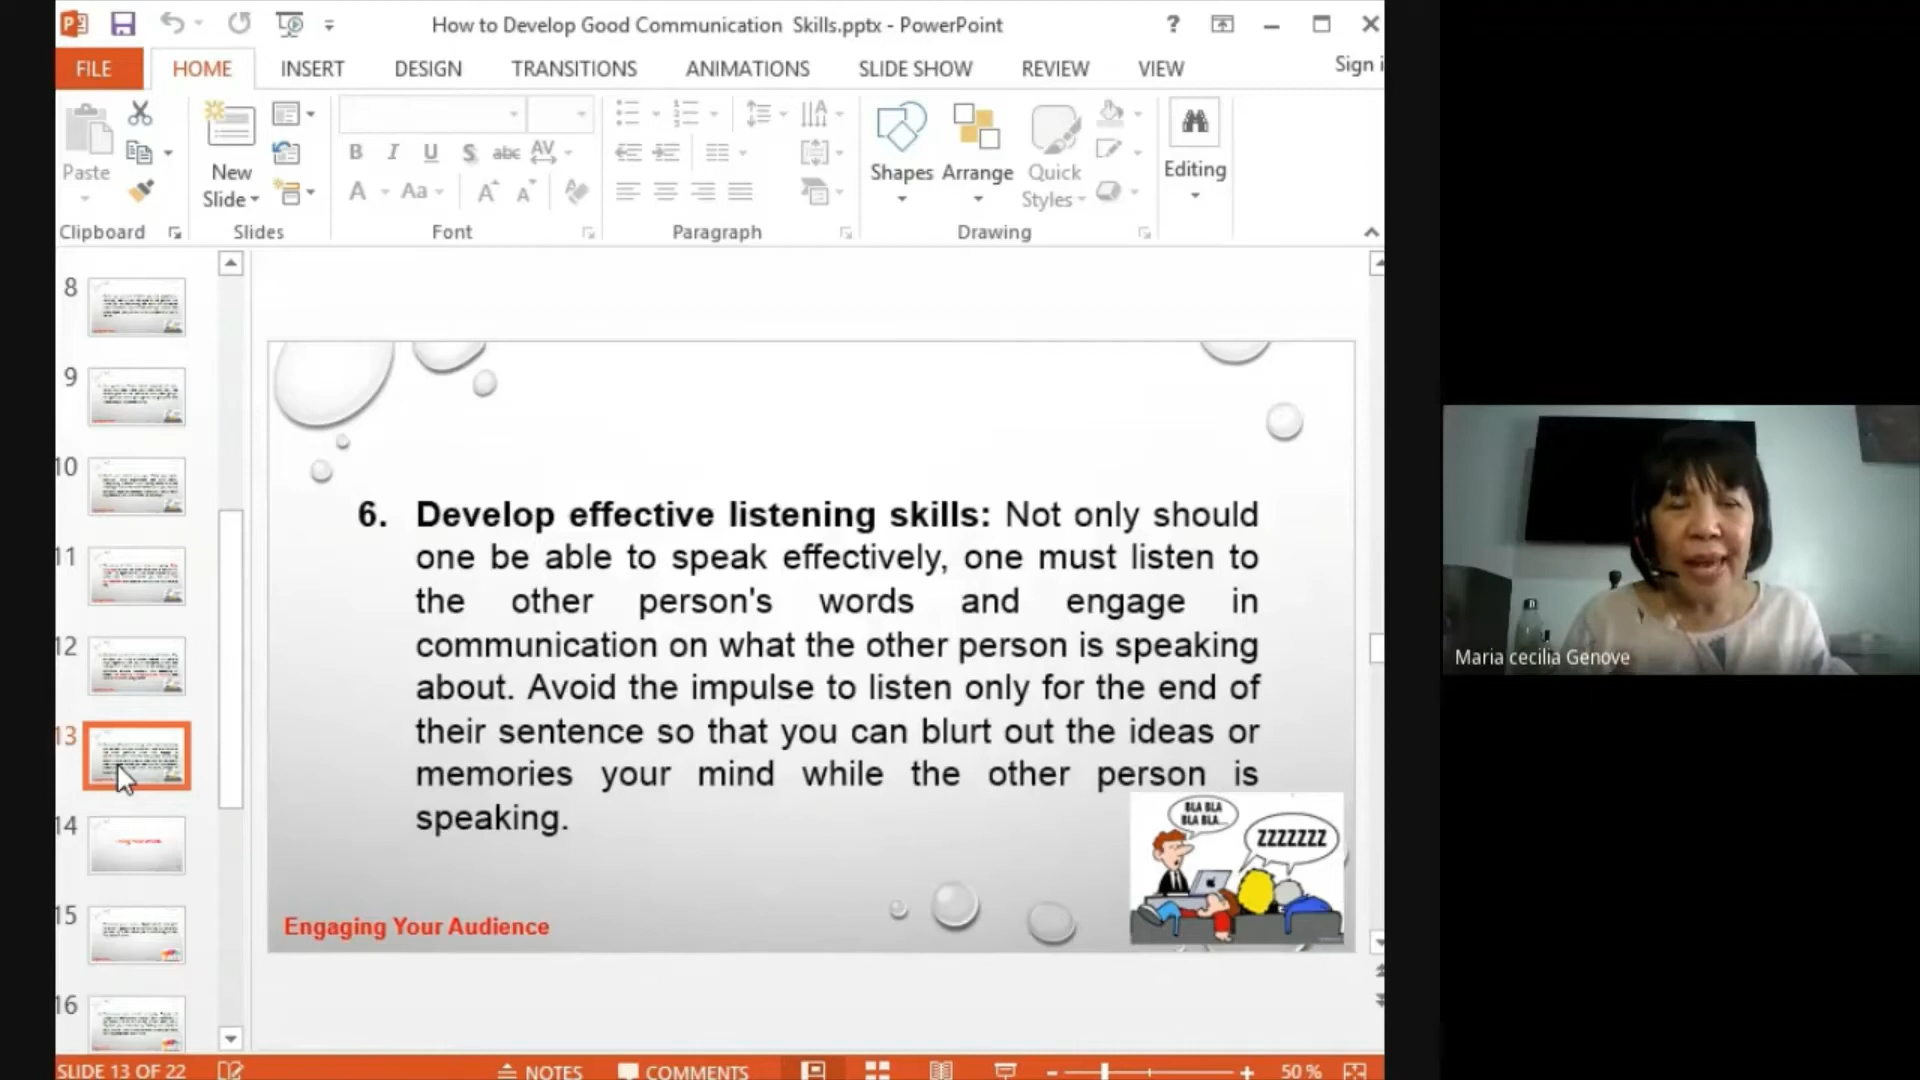 How to Develop Good Communication Skills.pptx - PowerPoint
?
FILE HOME INSERT DESIGN TRANSITIONS ANIMATIONS SLIDE SHOW REVIEW VIEW Sign i
Paste
New Slide
B I U S abc AV
A Aa A A
Shapes Arrange Quick Styles
Editing
Clipboard Slides Font Paragraph Drawing
8
9
10
11
12
13
14
15
16
6. Develop effective listening skills: Not only should
one be able to speak effectively, one must listen to
the other person's words and engage in
communication on what the other person is speaking
about. Avoid the impulse to listen only for the end of
their sentence so that you can blurt out the ideas or
memories your mind while the other person is
speaking.
BLA BLA
BLA BLA...
ZZZZZZZ
Engaging Your Audience
SLIDE 13 OF 22 NOTES COMMENTS 50 %
Maria cecilia Genove